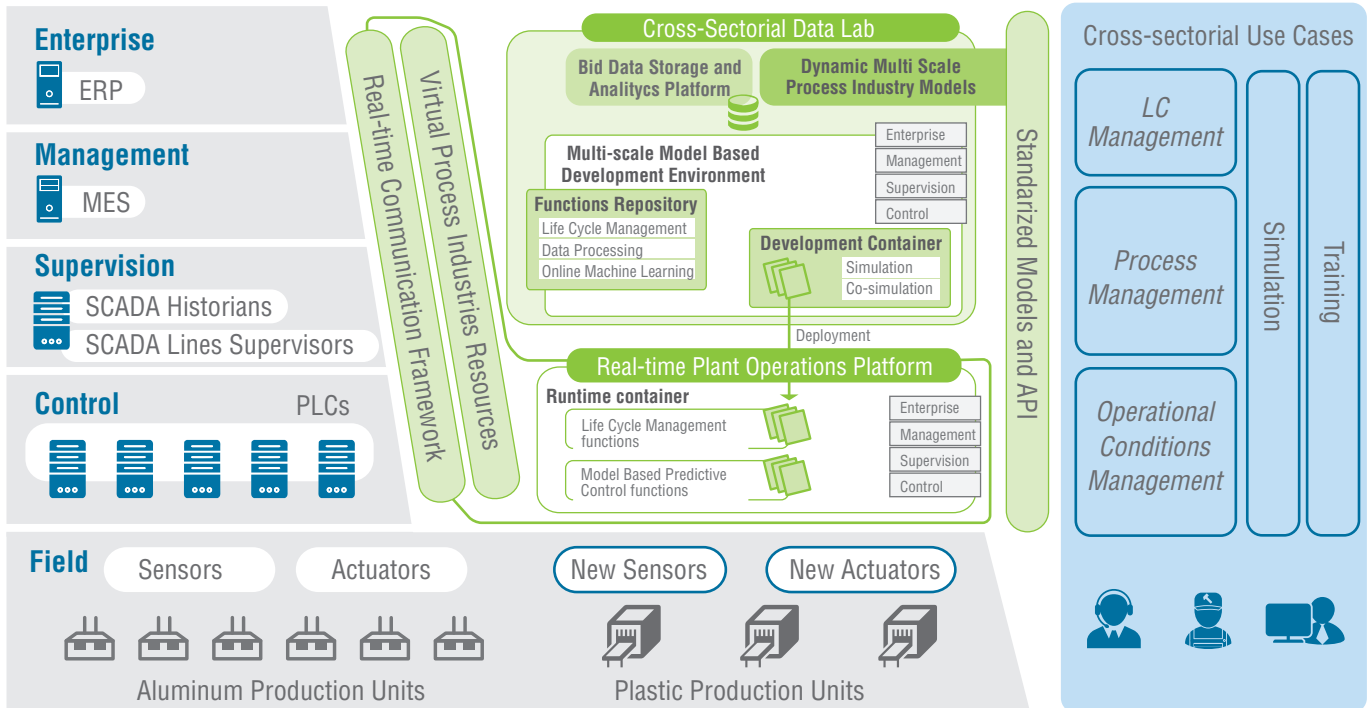 Enterprise
ERP
Management
MES
Supervision
SCADA Historians
SCADA Lines Supervisors
Control
PLCs
Real-time Communication Framework
Virtual Process Industries Resources
Cross-Sectorial Data Lab
Bid Data Storage and
Analitycs Platform
Dynamic Multi Scale
Process Industry Models
Multi-scale Model Based
Development Environment
Enterprise
Management
Supervision
Control
Functions Repository
Life Cycle Management
Data Processing
Online Machine Learning
Development Container
Simulation
Co-simulation
Deployment
Real-time Plant Operations Platform
Runtime container
Life Cycle Management
functions
Model Based Predictive
Control functions
Enterprise
Management
Supervision
Control
Standarized Models and API
Cross-sectorial Use Cases
LC
Management
Process
Management
Operational
Conditions
Management
Simulation
Training
Field
Sensors
Actuators
New Sensors
New Actuators
Aluminum Production Units
Plastic Production Units